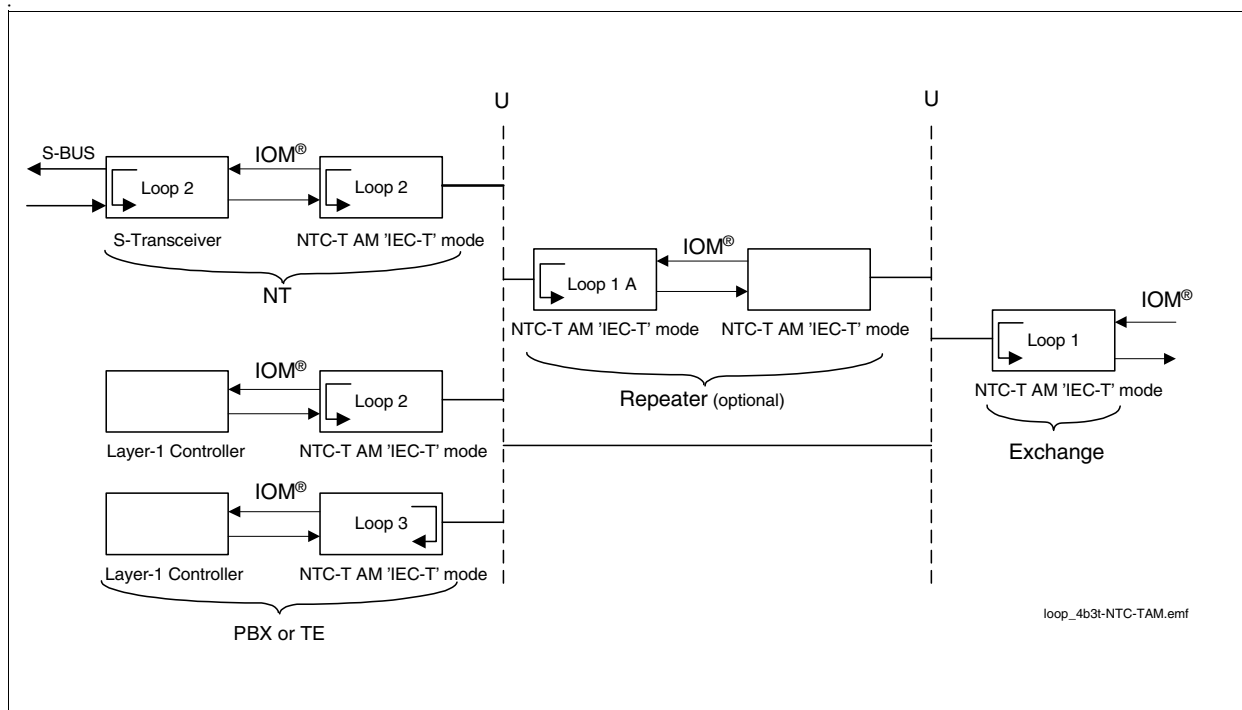 U
U
S-BUS
IOM®
Loop 2
Loop 2
S-Transceiver
NTC-T AM 'IEC-T' mode
NT
IOM®
Loop 1 A
NTC-T AM 'IEC-T' mode
NTC-T AM 'IEC-T' mode
Repeater (optional)
IOM®
Loop 1
NTC-T AM 'IEC-T' mode
Exchange
IOM®
Loop 2
Layer-1 Controller
NTC-T AM 'IEC-T' mode
IOM®
Loop 3
Layer-1 Controller
NTC-T AM 'IEC-T' mode
PBX or TE
loop_4b3t-NTC-TAM.emf